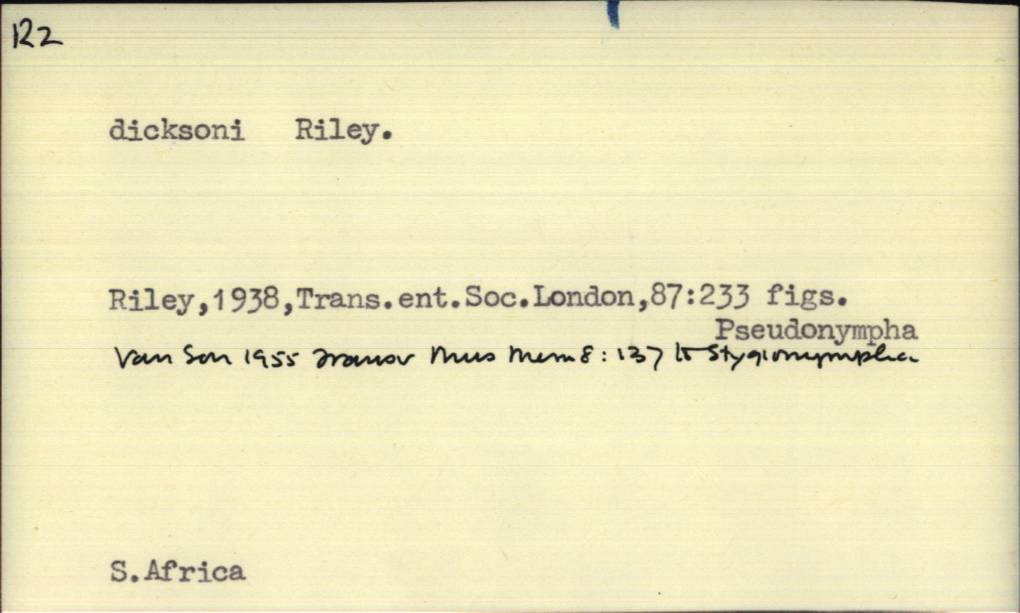 R2
dicksoni Riley.
Riley,1938,Trans.ent.Soc.London,87:233 figs.
Pseudonympha
Van Son 1955 Transv Mus Mem 8: 137 to Stygionympha
S.Africa